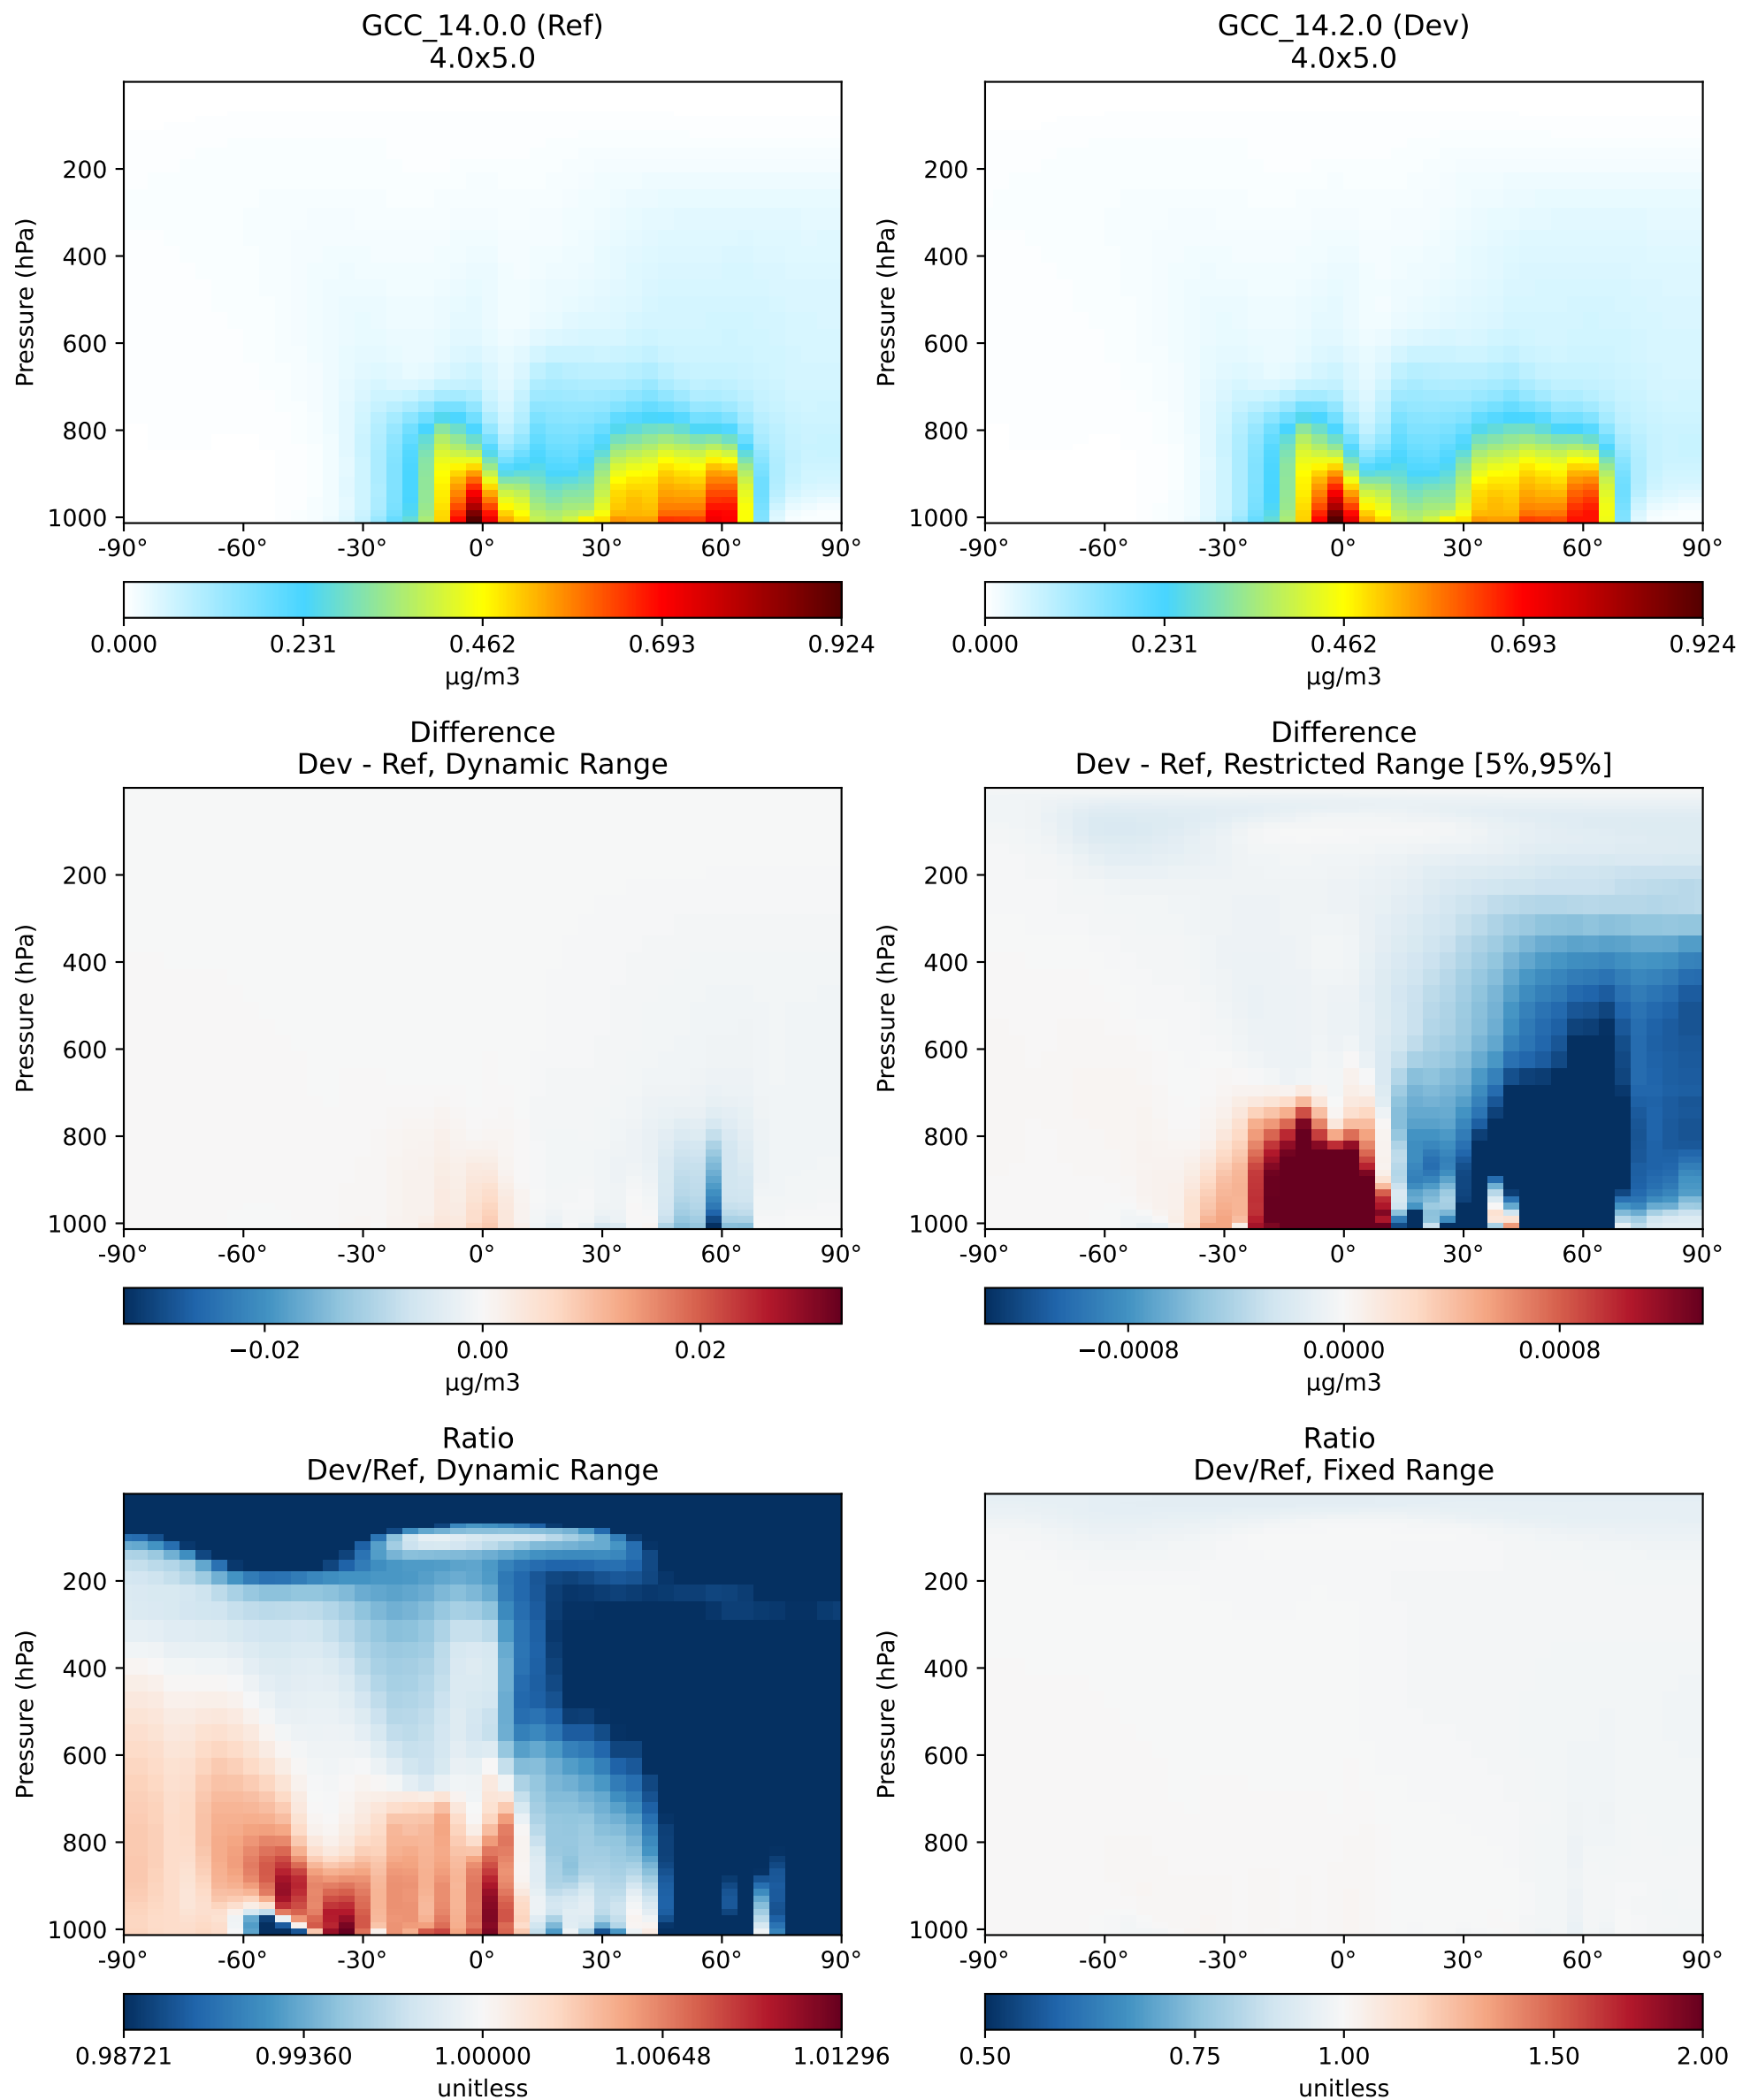 GCC_14.0.0 (Ref)
4.0x5.0
Pressure (hPa)
200
400
600
800
1000
-90° -60° -30° 0° 30° 60° 90°
0.000 0.231 0.462 0.693 0.924
µg/m3
GCC_14.2.0 (Dev)
4.0x5.0
Pressure (hPa)
200
400
600
800
1000
-90° -60° -30° 0° 30° 60° 90°
0.000 0.231 0.462 0.693 0.924
µg/m3
Difference
Dev - Ref, Dynamic Range
Pressure (hPa)
200
400
600
800
1000
-90° -60° -30° 0° 30° 60° 90°
−0.02 0.00 0.02
µg/m3
Difference
Dev - Ref, Restricted Range [5%,95%]
Pressure (hPa)
200
400
600
800
1000
-90° -60° -30° 0° 30° 60° 90°
−0.0008 0.0000 0.0008
µg/m3
Ratio
Dev/Ref, Dynamic Range
Pressure (hPa)
200
400
600
800
1000
-90° -60° -30° 0° 30° 60° 90°
0.98721 0.99360 1.00000 1.00648 1.01296
unitless
Ratio
Dev/Ref, Fixed Range
Pressure (hPa)
200
400
600
800
1000
-90° -60° -30° 0° 30° 60° 90°
0.50 0.75 1.00 1.50 2.00
unitless